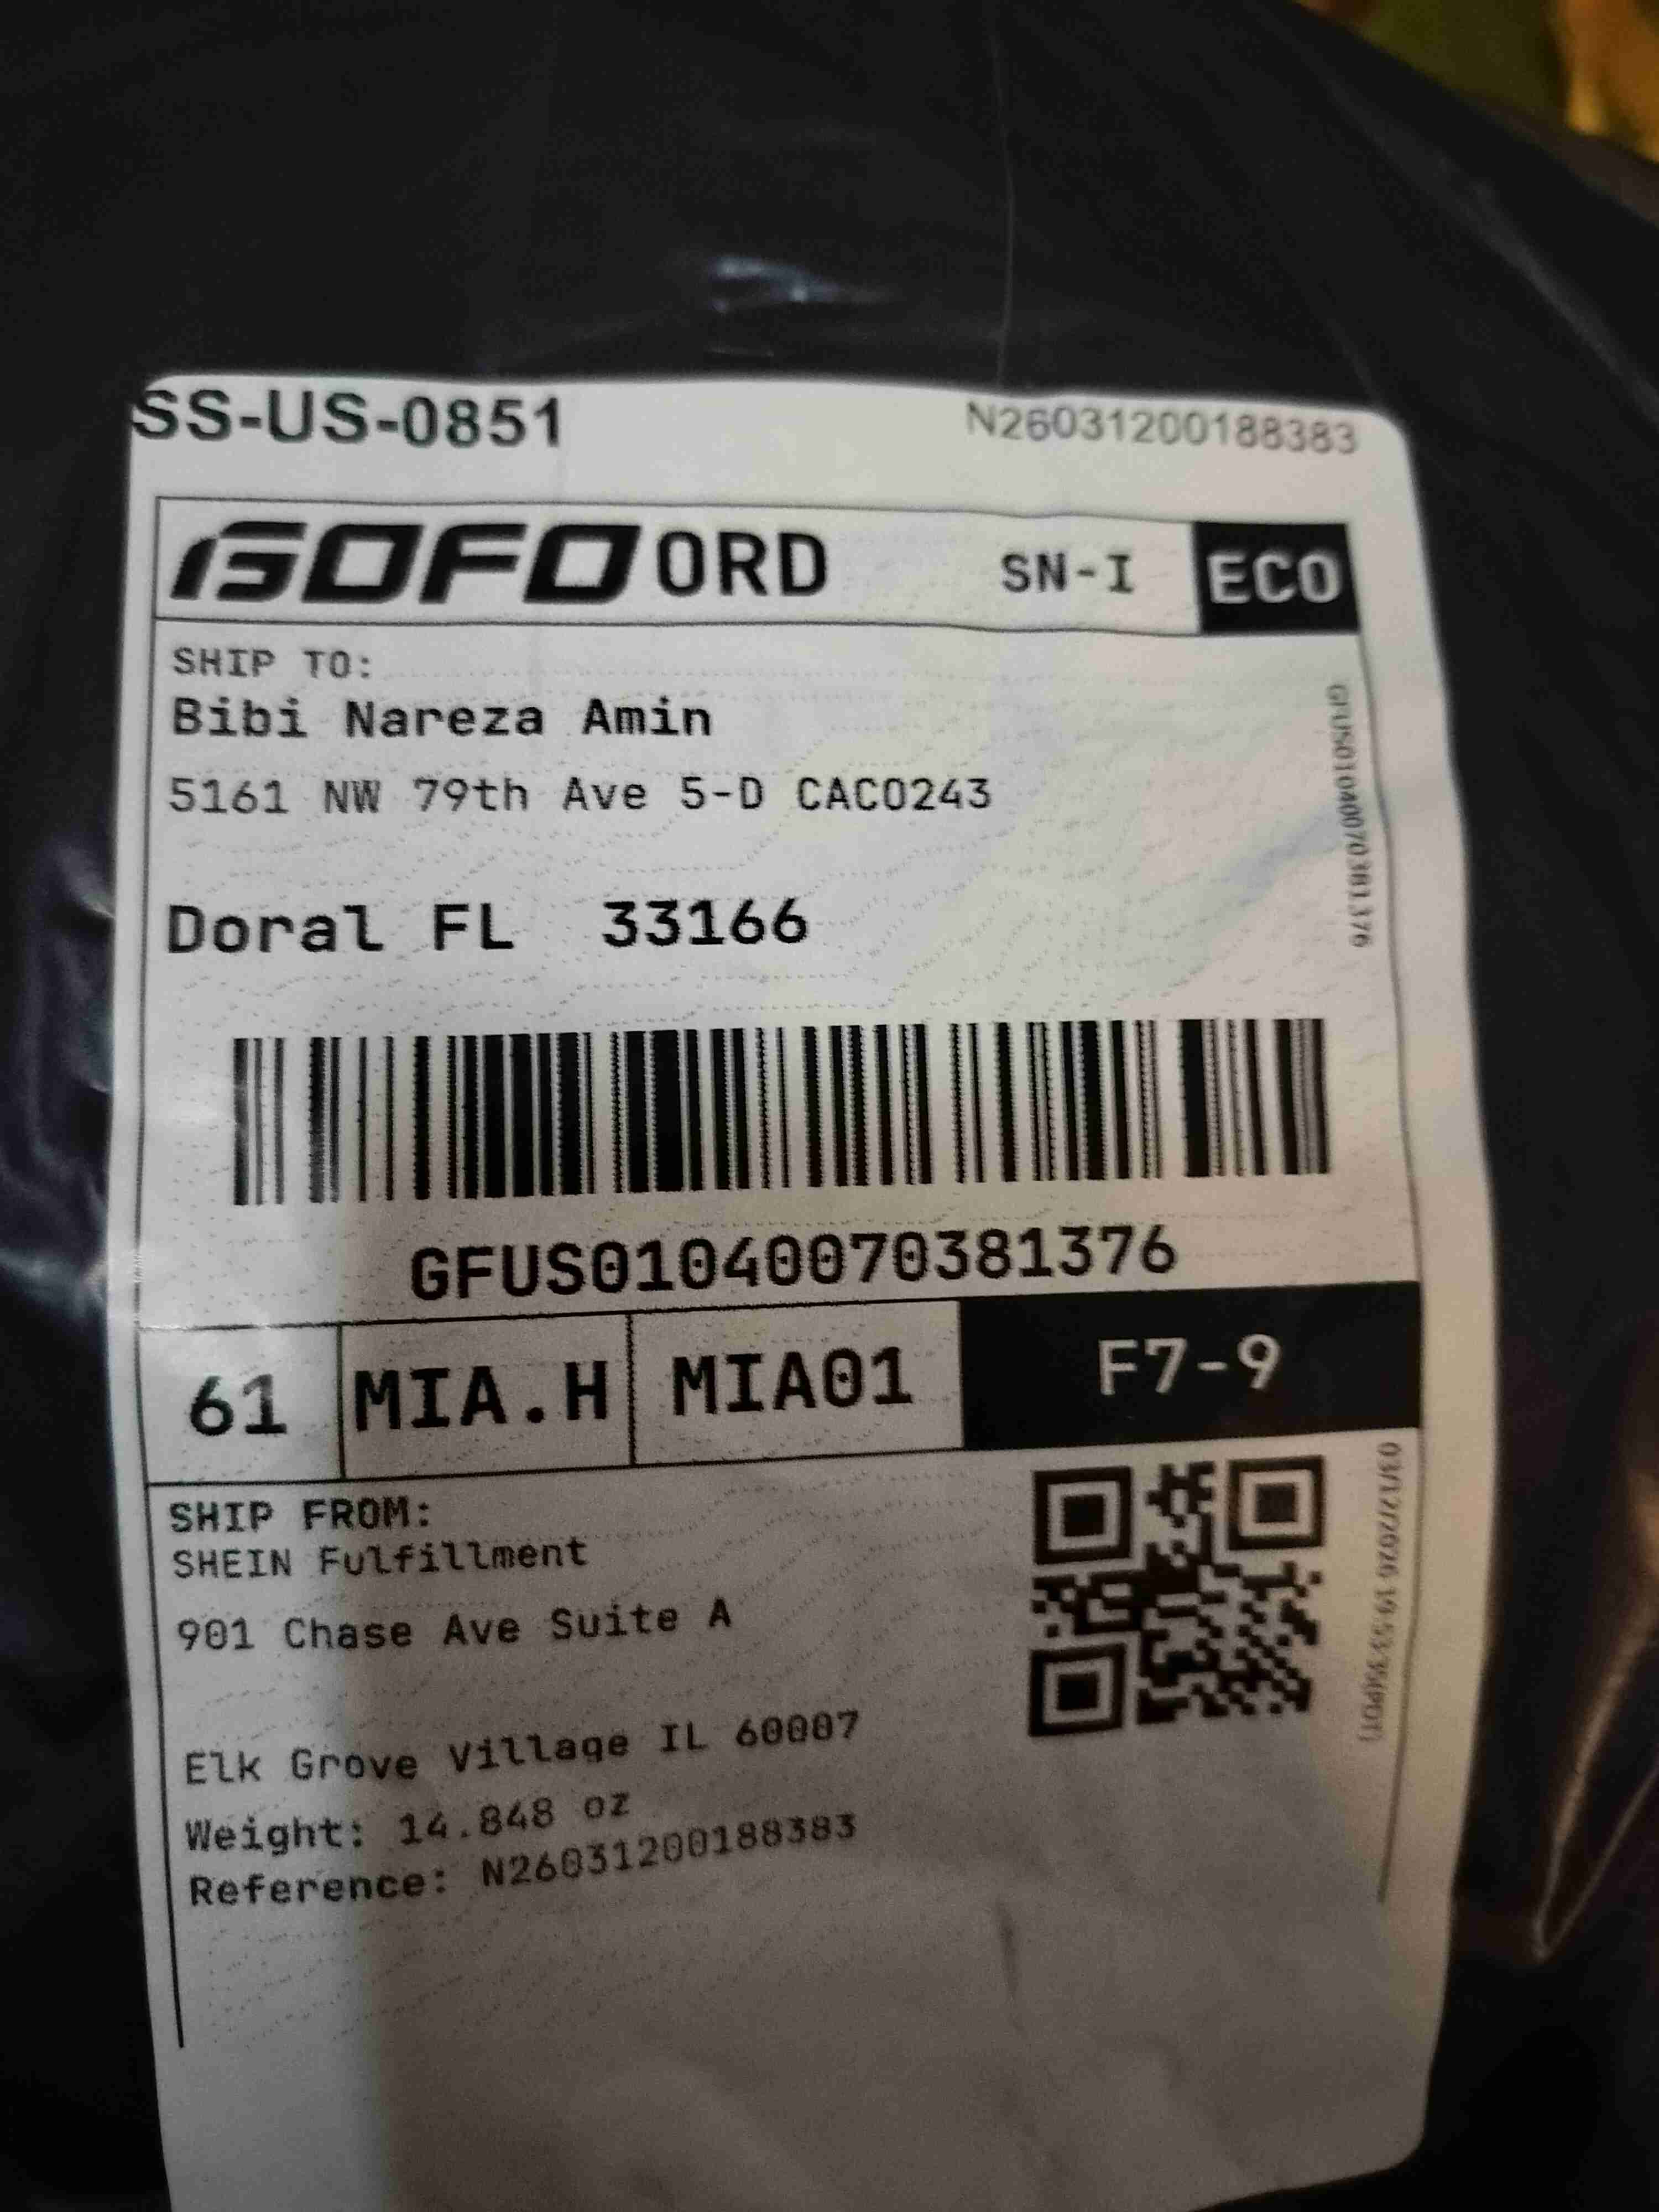 SS-US-0851 N26031200188383
GOFO ORD SN-I ECO
SHIP TO:
Bibi Nareza Amin
5161 NW 79th Ave 5-D CACO243
Doral FL 33166
GFUS01040070381376
GFUS01040070381376
61 MIA.H MIA01 F7-9
SHIP FROM:
SHEIN Fulfillment
901 Chase Ave Suite A
Elk Grove Village IL 60007
Weight: 14.848 oz
Reference: N26031200188383